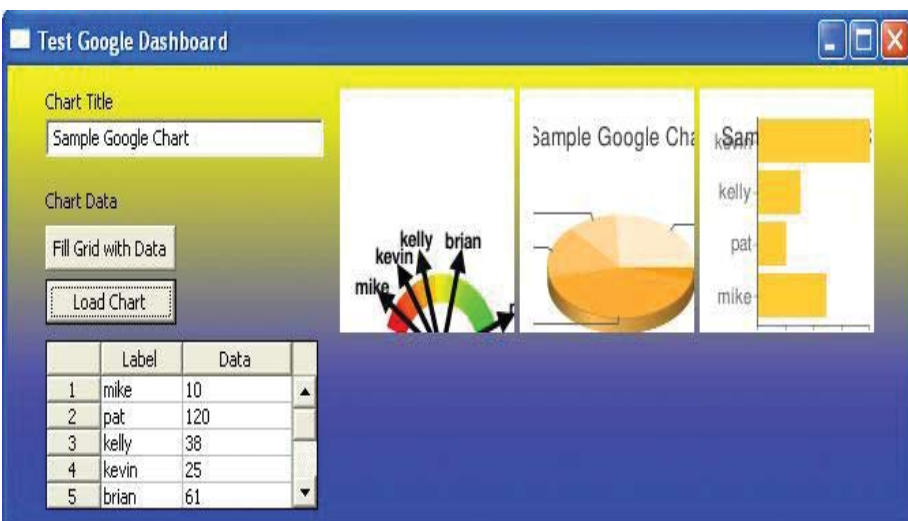 Test Google Dashboard
Chart Title
Sample Google Chart
Chart Data
Fill Grid with Data
Load Chart
Label Data
1 mike 10
2 pat 120
3 kelly 38
4 kevin 25
5 brian 61
kelly brian
kevin
mike
Sample Google Cha
kevin
kelly
pat
mike